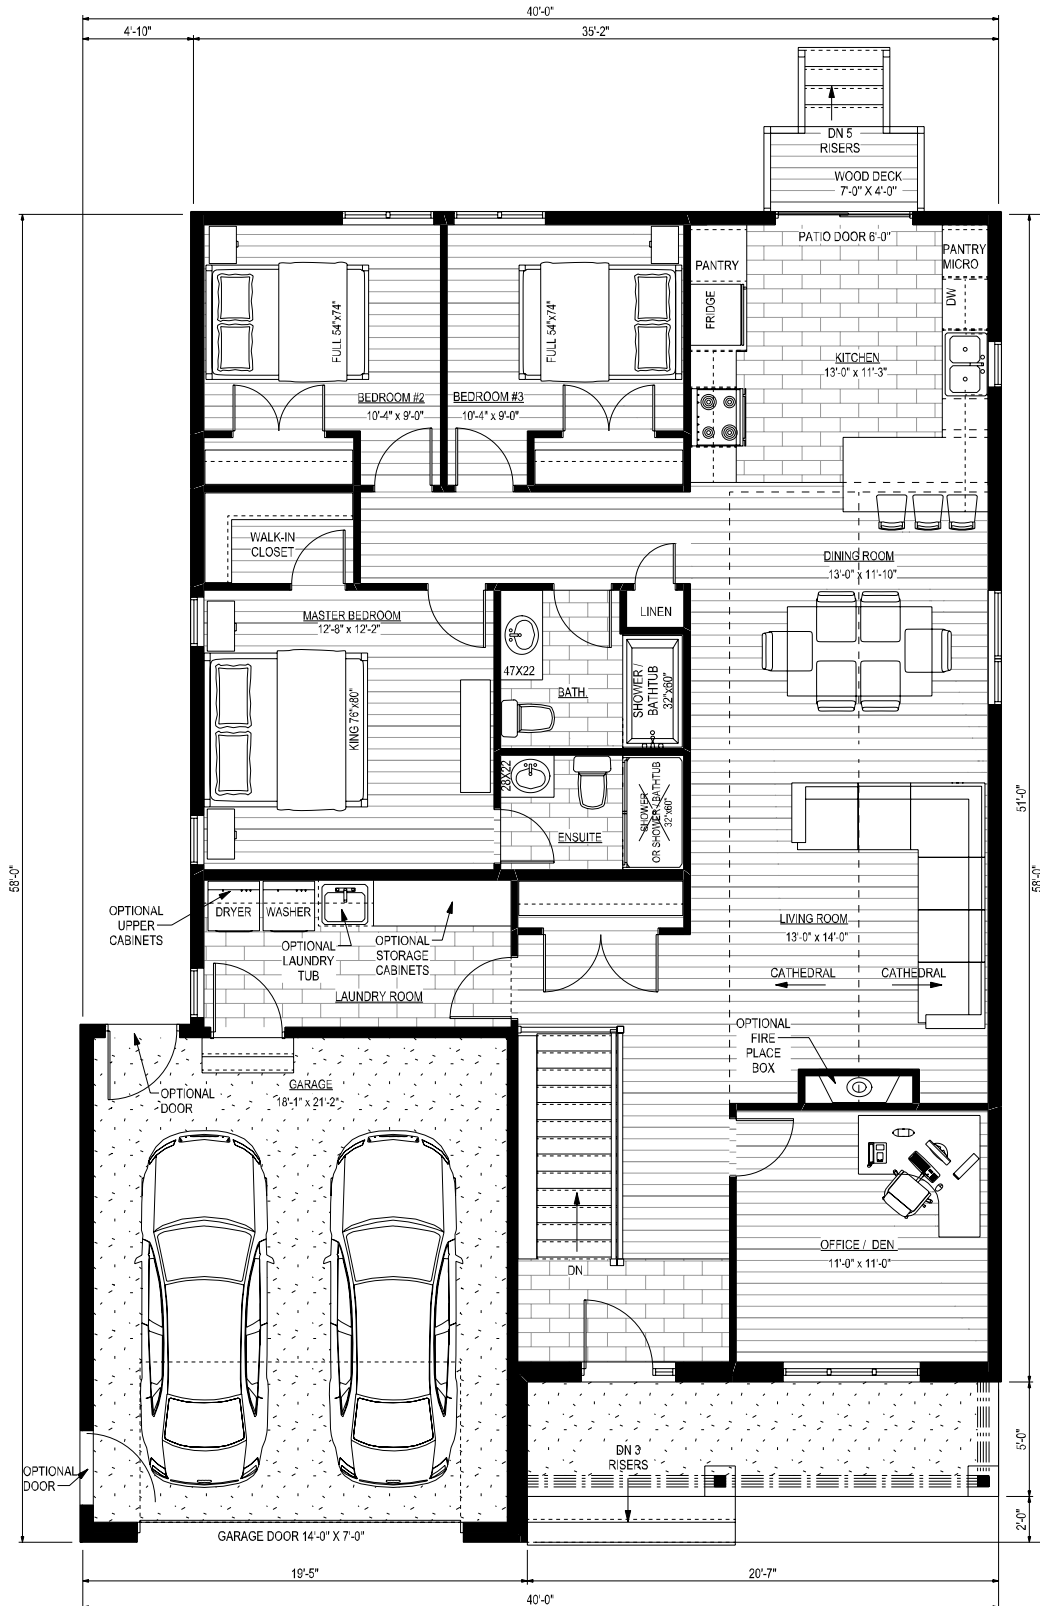 40'-0"
4'-10"
35'-2"
DN 5
RISERS
WOOD DECK
7'-0" X 4'-0"
PATIO DOOR 6'-0"
PANTRY
PANTRY
MICRO
FRIDGE
DW
FULL 54"x74"
FULL 54"x74"
KITCHEN
13'-0" x 11'-3"
BEDROOM #2
10'-4" x 9'-0"
BEDROOM #3
10'-4" x 9'-0"
WALK-IN
CLOSET
DINING ROOM
13'-0" x 11'-10"
MASTER BEDROOM
12'-8" x 12'-2"
LINEN
47X22
BATH.
SHOWER /
BATHTUB
32"x60"
KING 76"x80"
28X22
ENSUITE
SHOWER
OR SHOWER / BATHTUB
32"x60"
51'-0"
58'-0"
58'-0"
OPTIONAL
UPPER
CABINETS
DRYER
WASHER
OPTIONAL
LAUNDRY
TUB
OPTIONAL
STORAGE
CABINETS
LAUNDRY ROOM
LIVING ROOM
13'-0" x 14'-0"
CATHEDRAL
CATHEDRAL
OPTIONAL
FIRE
PLACE
BOX
OPTIONAL
DOOR
GARAGE
18'-1" x 21'-2"
OFFICE / DEN
11'-0" x 11'-0"
DN
DN 3
RISERS
5'-0"
2'-0"
OPTIONAL
DOOR
GARAGE DOOR 14'-0" X 7'-0"
19'-5"
20'-7"
40'-0"